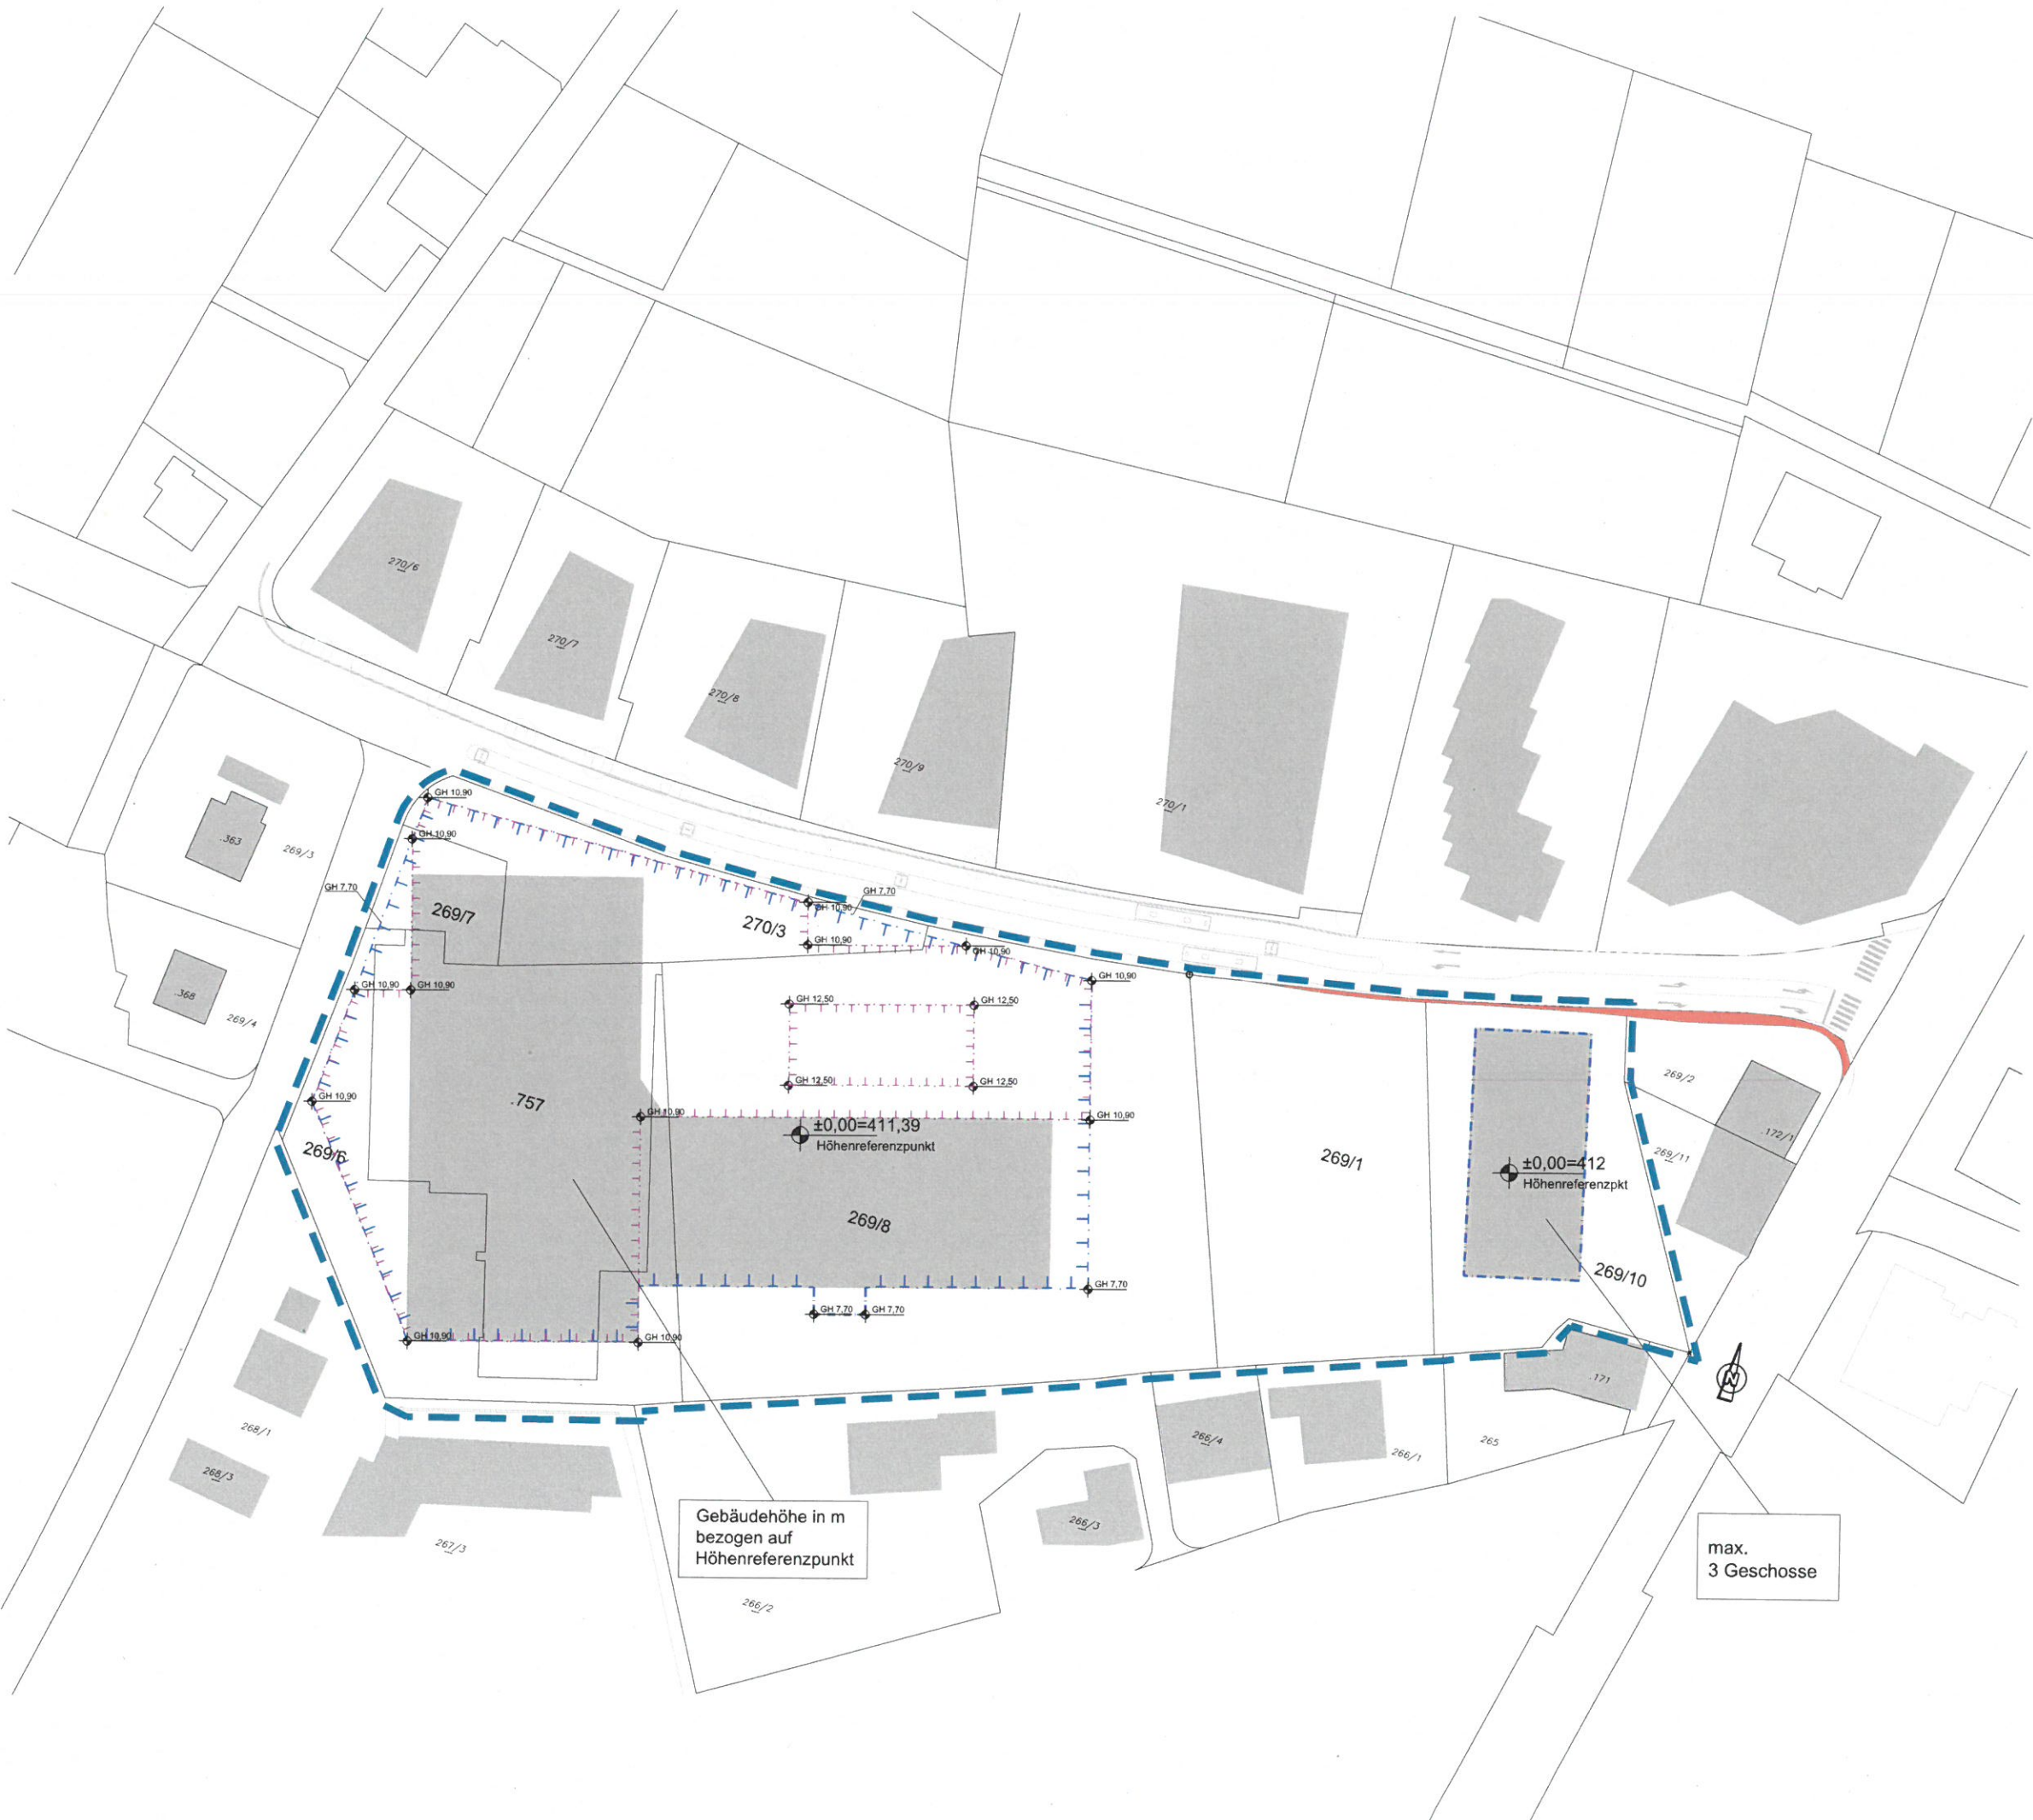 270/6
270/7
270/8
270/9
270/1
GH 10.90
GH 10,90
.363
269/3
GH 7,70
GH 7,70
269/7
270/3
GH 10,90
GH 10,90
GH 10,90
GH 10,90
GH 10,90
GH 10,90
.368
269/4
GH 12,50
GH 12,50
GH 12,50
GH 12,50
.757
GH 10,90
GH 10,90
GH 10,90
±0,00=411,39
Höhenreferenzpunkt
269/6
269/8
269/1
±0,00=412
Höhenreferenzpkt
269/2
.172/1
269/11
269/10
GH 7,70
GH 7,70
GH 7,70
GH 10,90
GH 10,90
N
.171
268/1
268/3
267/3
266/4
266/1
265
266/3
266/2
Gebäudehöhe in m
bezogen auf
Höhenreferenzpunkt
max.
3 Geschosse